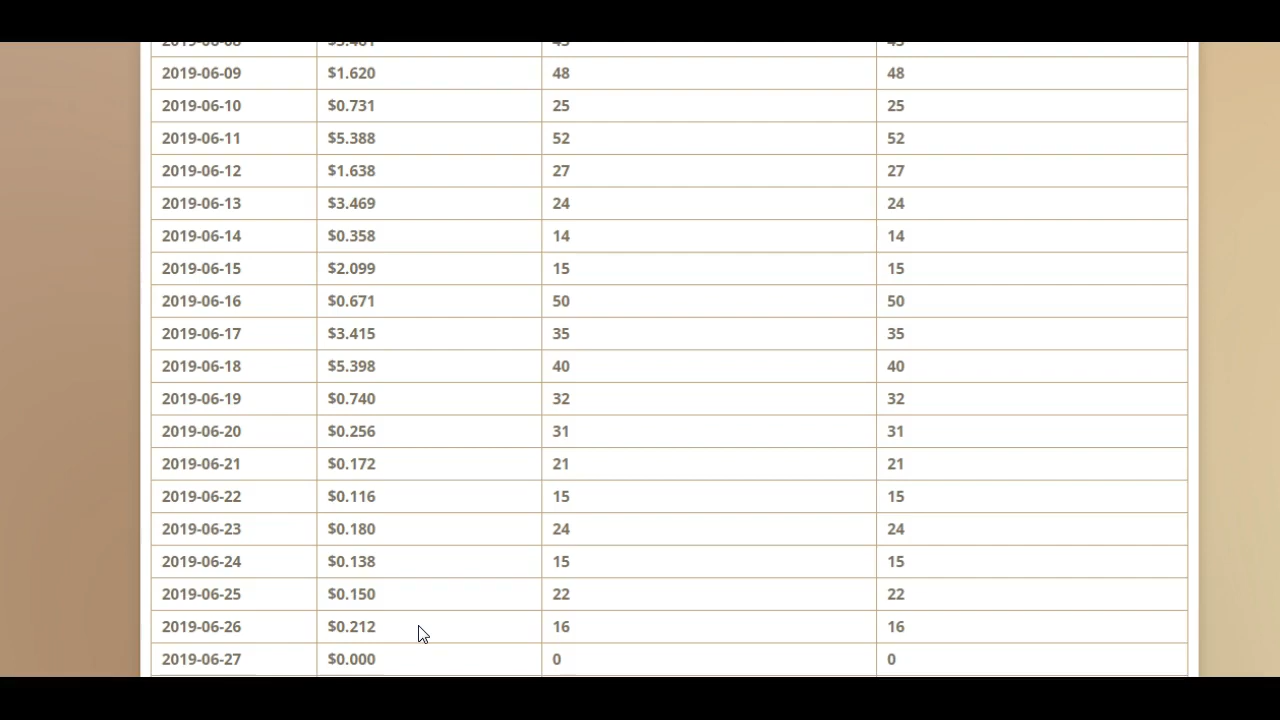 2019-06-09 $1.620 48 48
2019-06-10 $0.731 25 25
2019-06-11 $5.388 52 52
2019-06-12 $1.638 27 27
2019-06-13 $3.469 24 24
2019-06-14 $0.358 14 14
2019-06-15 $2.099 15 15
2019-06-16 $0.671 50 50
2019-06-17 $3.415 35 35
2019-06-18 $5.398 40 40
2019-06-19 $0.740 32 32
2019-06-20 $0.256 31 31
2019-06-21 $0.172 21 21
2019-06-22 $0.116 15 15
2019-06-23 $0.180 24 24
2019-06-24 $0.138 15 15
2019-06-25 $0.150 22 22
2019-06-26 $0.212 16 16
2019-06-27 $0.000 0 0